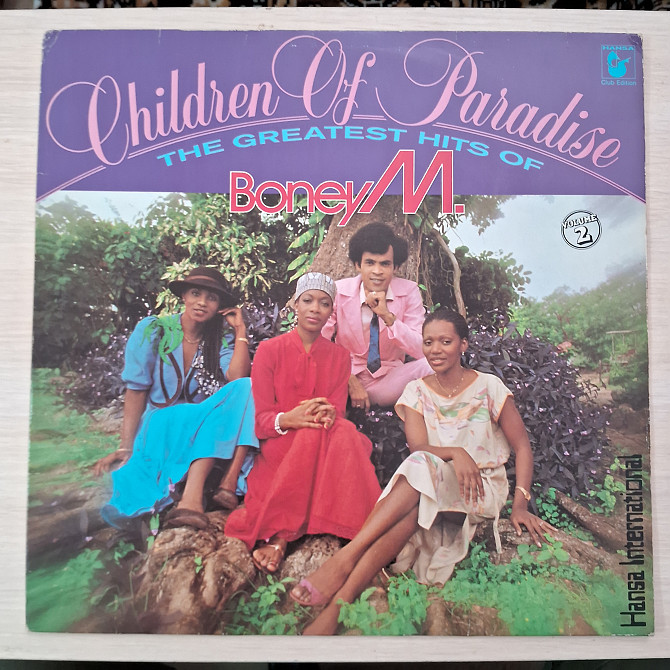 HANSA
Club Edition
Children Of Paradise
THE GREATEST HITS OF
Boney M.
VOLUME
2
Hansa International